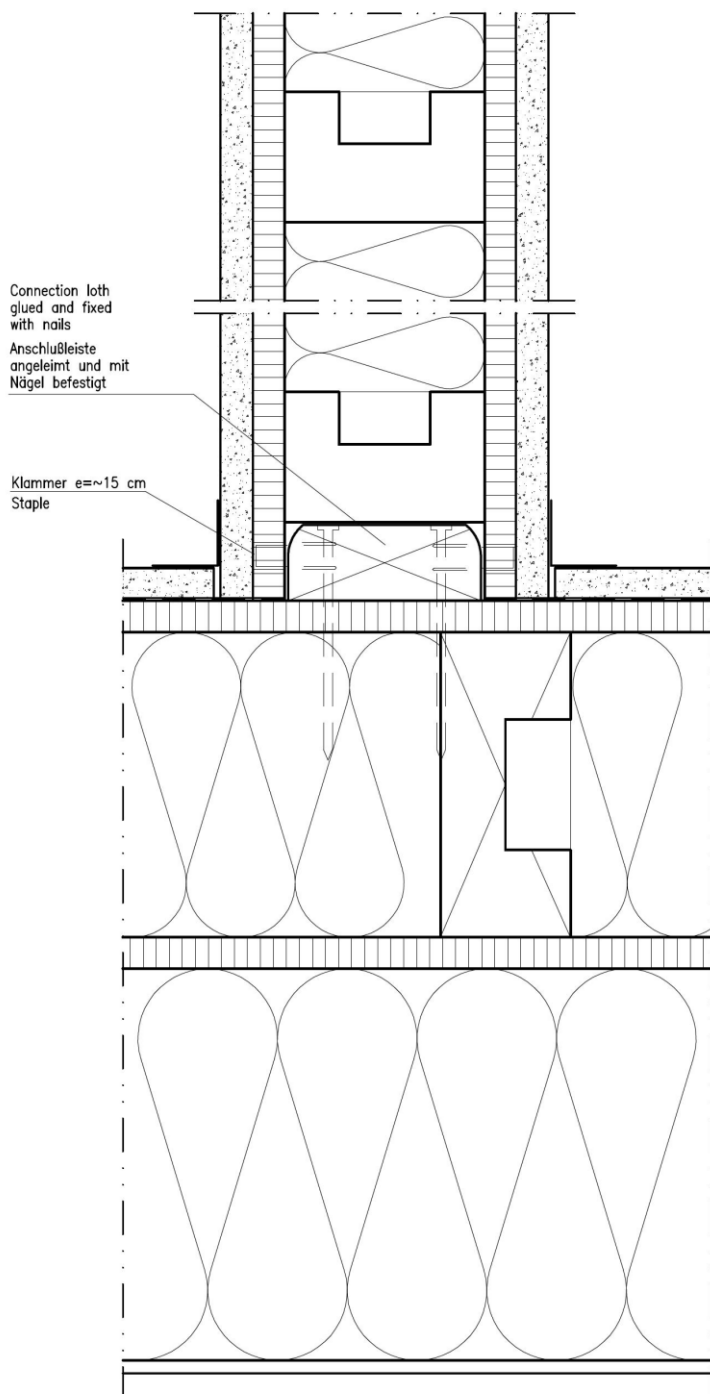 Connection loth
glued and fixed
with nails
Anschlußleiste
angeleimt und mit
Nägel befestigt
Klammer e=~15 cm
Staple